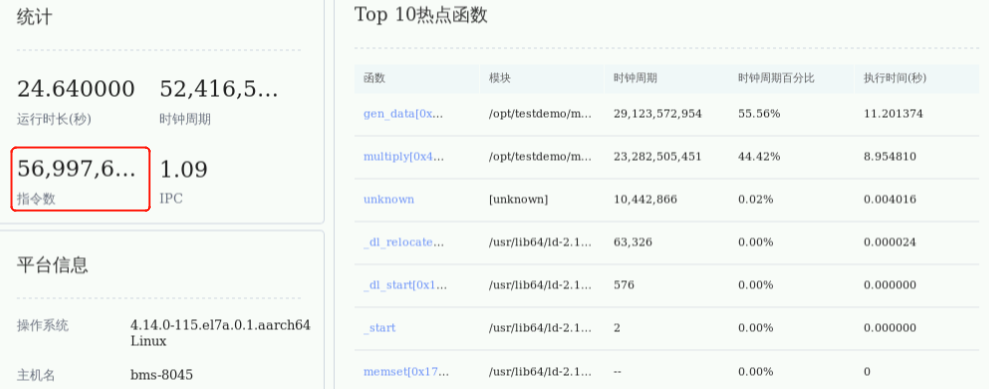 统计
24.640000 52,416,5...
运行时长(秒) 时钟周期
56,997,6... 1.09
指令数 IPC
平台信息
操作系统 4.14.0-115.el7a.0.1.aarch64
Linux
主机名 bms-8045
Top 10热点函数
函数 模块 时钟周期 时钟周期百分比 执行时间(秒)
gen_data[0x... /opt/testdemo/m... 29,123,572,954 55.56% 11.201374
multiply[0x4... /opt/testdemo/m... 23,282,505,451 44.42% 8.954810
unknown [unknown] 10,442,866 0.02% 0.004016
_dl_relocate... /usr/lib64/ld-2.1... 63,326 0.00% 0.000024
_dl_start[0x1... /usr/lib64/ld-2.1... 576 0.00% 0.000000
_start /usr/lib64/ld-2.1... 2 0.00% 0.000000
memset[0x17... /usr/lib64/ld-2.1... -- 0.00% 0